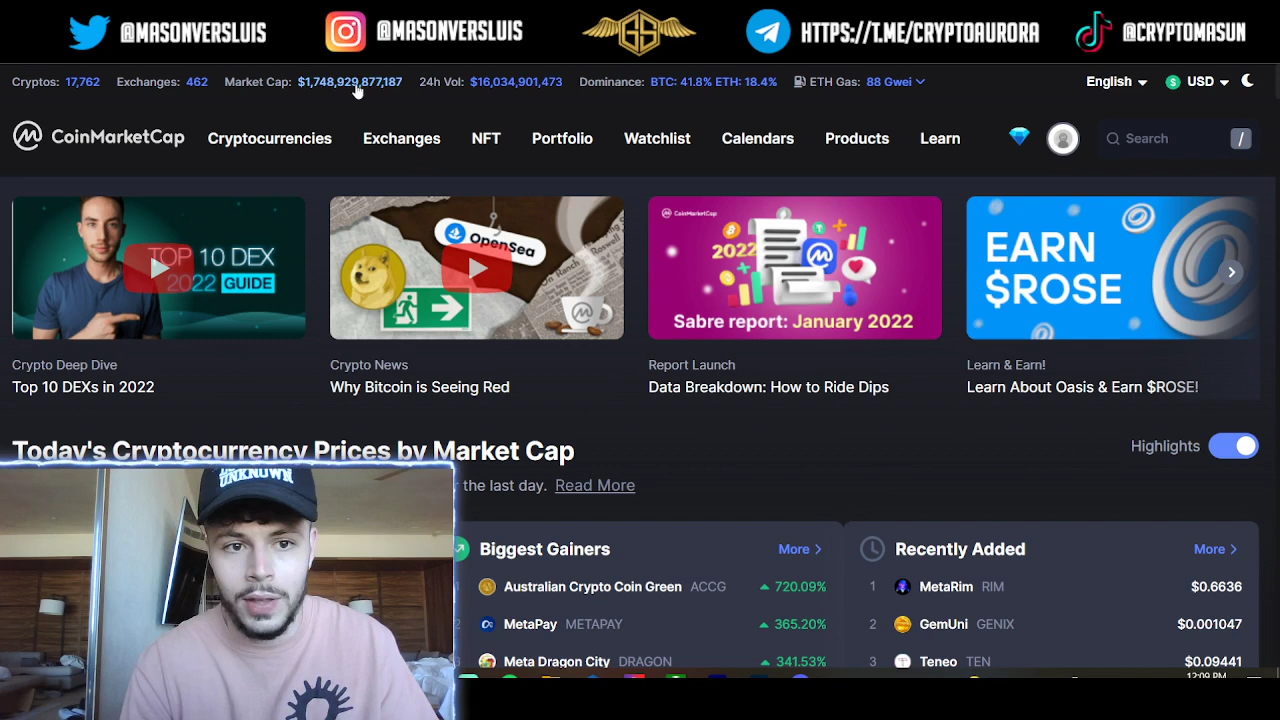 @MASONVERSLUIS
@MASONVERSLUIS
GS
HTTPS://T.ME/CRYPTOAURORA
@CRYPTOMASUN
Cryptos: 17,762 Exchanges: 462 Market Cap: $1,748,929,877,187 24h Vol: $16,034,901,473 Dominance: BTC: 41.8% ETH: 18.4% ETH Gas: 88 Gwei English USD
CoinMarketCap Cryptocurrencies Exchanges NFT Portfolio Watchlist Calendars Products Learn Search /
TOP 10 DEX
2022 GUIDE
OpenSea
CoinMarketCap
2022
Sabre report: January 2022
EARN
$ROSE
Crypto Deep Dive
Top 10 DEXs in 2022
Crypto News
Why Bitcoin is Seeing Red
Report Launch
Data Breakdown: How to Ride Dips
Learn & Earn!
Learn About Oasis & Earn $ROSE!
Today's Cryptocurrency Prices by Market Cap
Highlights
the last day. Read More
Biggest Gainers More
Australian Crypto Coin Green ACCG 720.09%
MetaPay METAPAY 365.20%
Meta Dragon City DRAGON 341.53%
Recently Added More
1 MetaRim RIM $0.6636
2 GemUni GENIX $0.001047
3 Teneo TEN $0.09441
12:09 PM
UNKNOWN